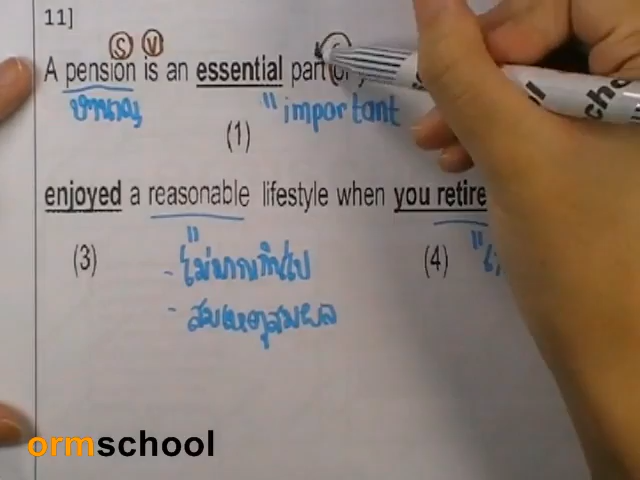 11]
S V
A pension is an essential part of
บำนาญ " important
(1)
enjoyed a reasonable lifestyle when you retire
(3) " (4) "
- ไม่มากเกินไป
- สมเหตุสมผล
ormschool